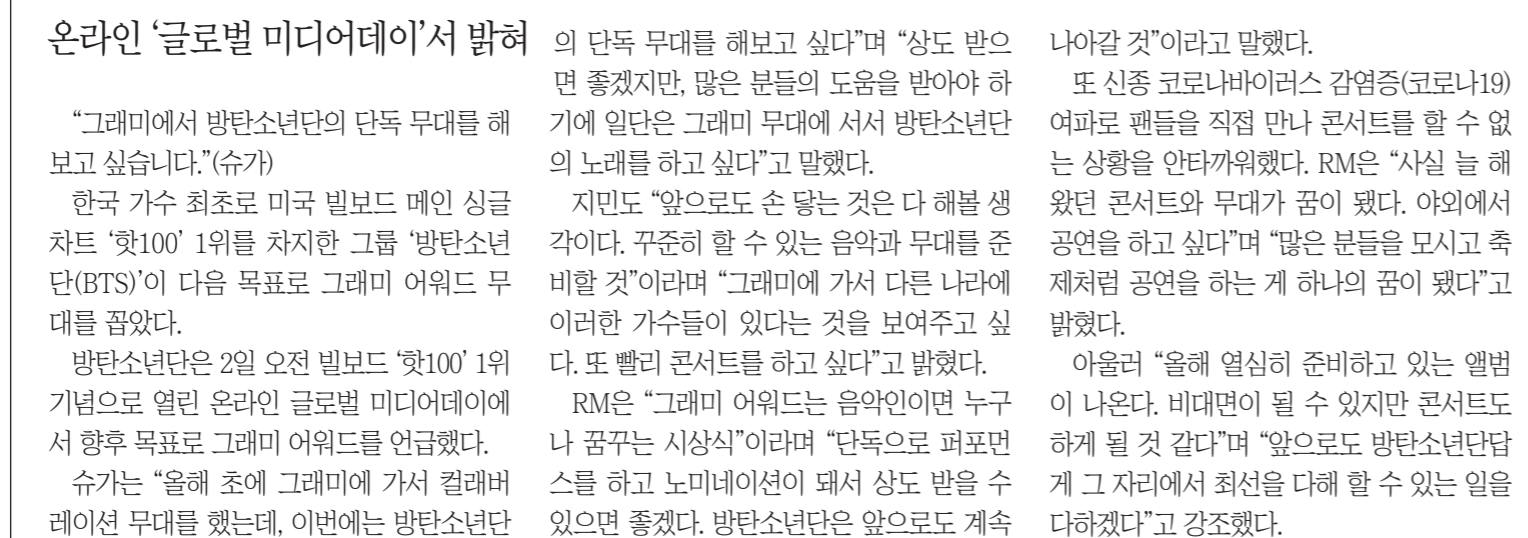 온라인 ‘글로벌 미디어데이’서 밝혀
“그래미에서 방탄소년단의 단독 무대를 해
보고 싶습니다.”(슈가)
한국 가수 최초로 미국 빌보드 메인 싱글
차트 ‘핫100’ 1위를 차지한 그룹 ‘방탄소년
단(BTS)’이 다음 목표로 그래미 어워드 무
대를 꼽았다.
방탄소년단은 2일 오전 빌보드 ‘핫100’ 1위
기념으로 열린 온라인 글로벌 미디어데이에
서 향후 목표로 그래미 어워드를 언급했다.
슈가는 “올해 초에 그래미에 가서 컬래버
레이션 무대를 했는데, 이번에는 방탄소년단
의 단독 무대를 해보고 싶다”며 “상도 받으
면 좋겠지만, 많은 분들의 도움을 받아야 하
기에 일단은 그래미 무대에 서서 방탄소년단
의 노래를 하고 싶다”고 말했다.
지민도 “앞으로도 손 닿는 것은 다 해볼 생
각이다. 꾸준히 할 수 있는 음악과 무대를 준
비할 것”이라며 “그래미에 가서 다른 나라에
이러한 가수들이 있다는 것을 보여주고 싶
다. 또 빨리 콘서트를 하고 싶다”고 밝혔다.
RM은 “그래미 어워드는 음악인이면 누구
나 꿈꾸는 시상식”이라며 “단독으로 퍼포먼
스를 하고 노미네이션이 돼서 상도 받을 수
있으면 좋겠다. 방탄소년단은 앞으로도 계속
나아갈 것”이라고 말했다.
또 신종 코로나바이러스 감염증(코로나19)
여파로 팬들을 직접 만나 콘서트를 할 수 없
는 상황을 안타까워했다. RM은 “사실 늘 해
왔던 콘서트와 무대가 꿈이 됐다. 야외에서
공연을 하고 싶다”며 “많은 분들을 모시고 축
제처럼 공연을 하는 게 하나의 꿈이 됐다”고
밝혔다.
아울러 “올해 열심히 준비하고 있는 앨범
이 나온다. 비대면이 될 수 있지만 콘서트도
하게 될 것 같다”며 “앞으로도 방탄소년단답
게 그 자리에서 최선을 다해 할 수 있는 일을
다하겠다”고 강조했다.